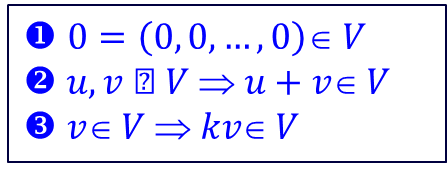 ❶ 0 = (0, 0, …, 0) ∈ V
❷ u, v ⍰ V ⟹ u + v ∈ V
❸ v ∈ V ⟹ kv ∈ V